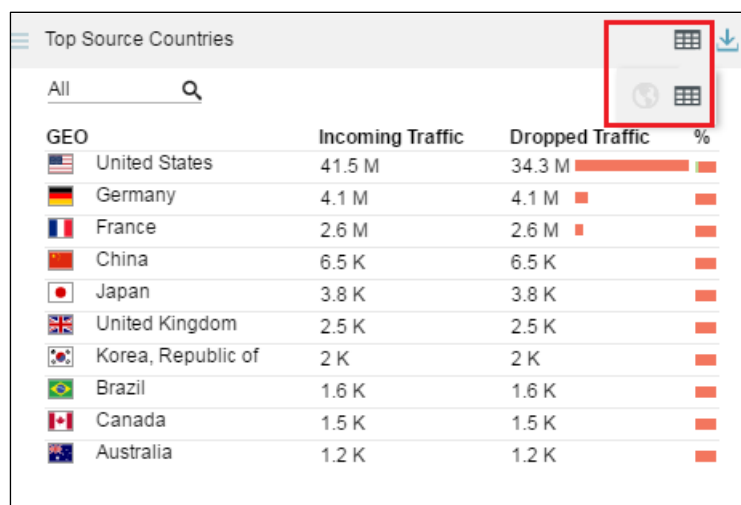 Top Source Countries
All
GEO Incoming Traffic Dropped Traffic %
United States 41.5 M 34.3 M
Germany 4.1 M 4.1 M
France 2.6 M 2.6 M
China 6.5 K 6.5 K
Japan 3.8 K 3.8 K
United Kingdom 2.5 K 2.5 K
Korea, Republic of 2 K 2 K
Brazil 1.6 K 1.6 K
Canada 1.5 K 1.5 K
Australia 1.2 K 1.2 K